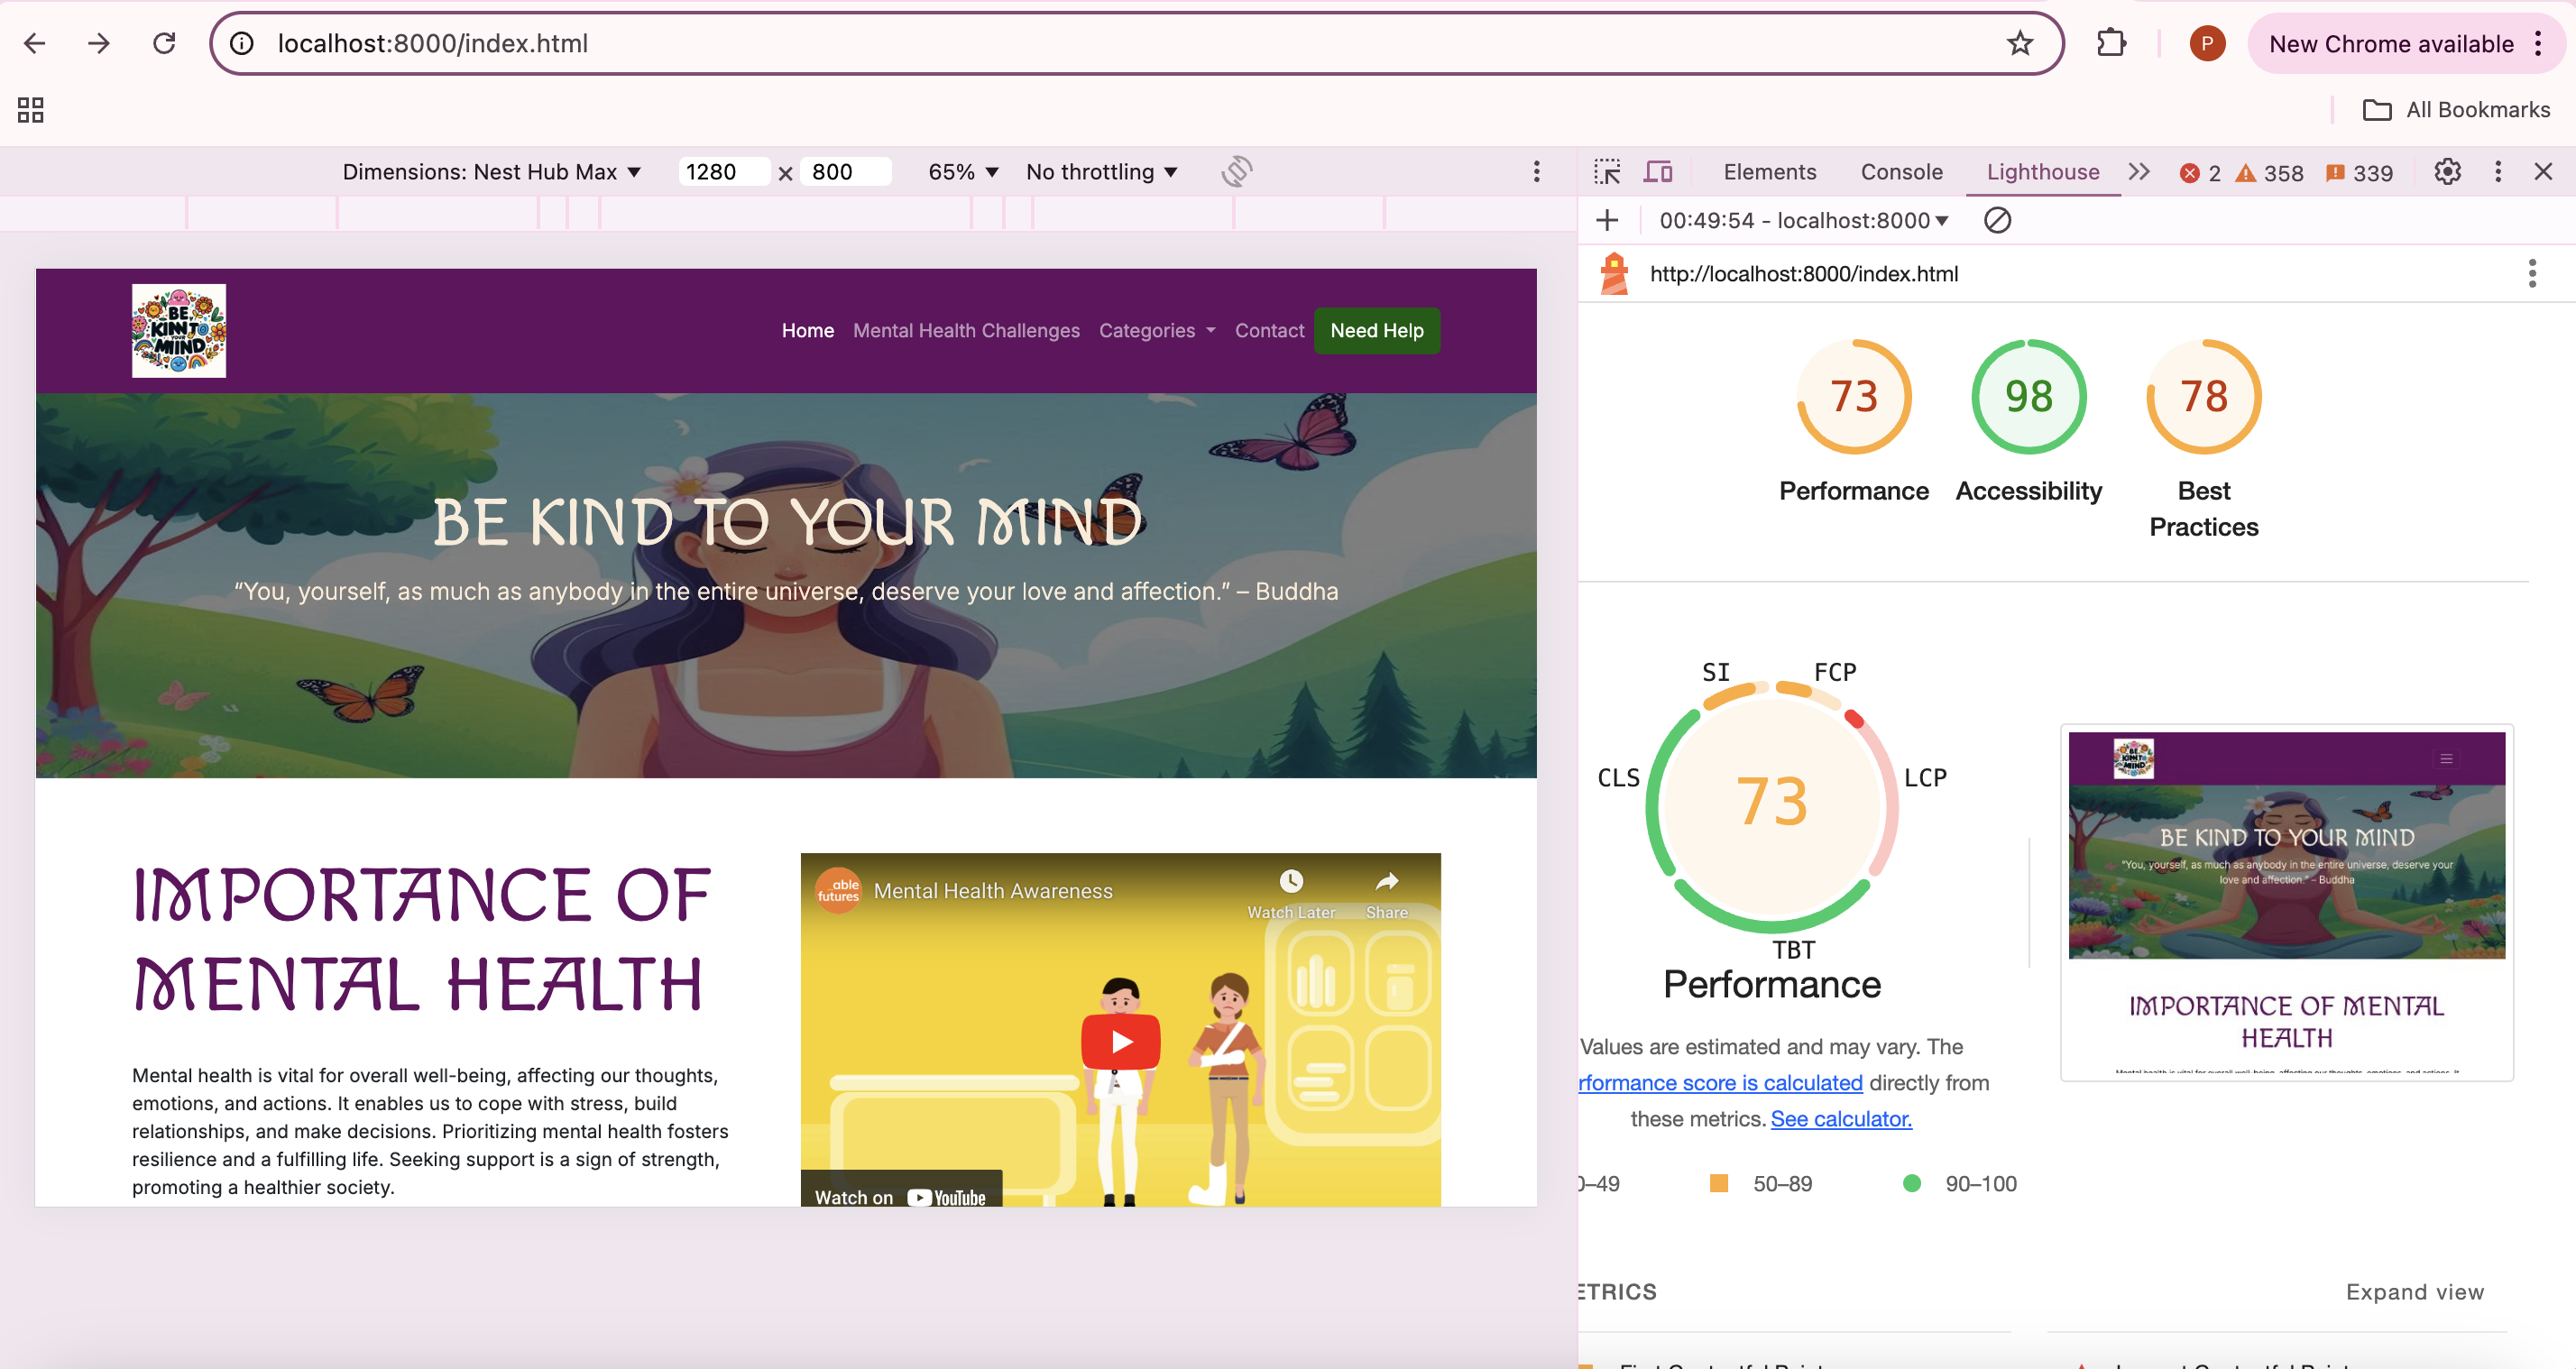 localhost:8000/index.html
P
New Chrome available
All Bookmarks
Dimensions: Nest Hub Max
1280 x 800
65%
No throttling
Elements
Console
Lighthouse
2
358
339
00:49:54 - localhost:8000
http://localhost:8000/index.html
BE KIND TO YOUR MIND
Home
Mental Health Challenges
Categories
Contact
Need Help
BE KIND TO YOUR MIND
“You, yourself, as much as anybody in the entire universe, deserve your love and affection.” – Buddha
IMPORTANCE OF
MENTAL HEALTH
Mental health is vital for overall well-being, affecting our thoughts,
emotions, and actions. It enables us to cope with stress, build
relationships, and make decisions. Prioritizing mental health fosters
resilience and a fulfilling life. Seeking support is a sign of strength,
promoting a healthier society.
able
futures
Mental Health Awareness
Watch Later
Share
Watch on YouTube
73
Performance
98
Accessibility
78
Best
Practices
SI
FCP
CLS
LCP
73
TBT
Performance
Values are estimated and may vary. The
rformance score is calculated directly from
these metrics. See calculator.
0–49
50–89
90–100
BE KIND TO YOUR MIND
“You, yourself, as much as anybody in the entire universe, deserve your
love and affection.” – Buddha
IMPORTANCE OF MENTAL
HEALTH
ETRICS
Expand view